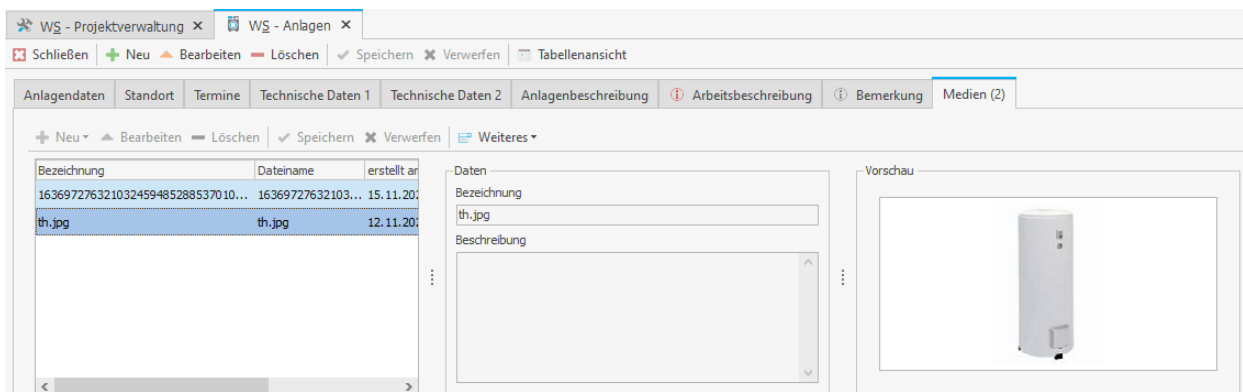 WS - Projektverwaltung WS - Anlagen
Schließen Neu Bearbeiten Löschen Speichern Verwerfen Tabellenansicht
Anlagendaten Standort Termine Technische Daten 1 Technische Daten 2 Anlagenbeschreibung Arbeitsbeschreibung Bemerkung Medien (2)
Neu Bearbeiten Löschen Speichern Verwerfen Weiteres
Bezeichnung Dateiname erstellt an Daten Vorschau
163697276321032459485288537010... 16369727632103... 15.11.202 Bezeichnung
th.jpg th.jpg 12.11.202 th.jpg
Beschreibung